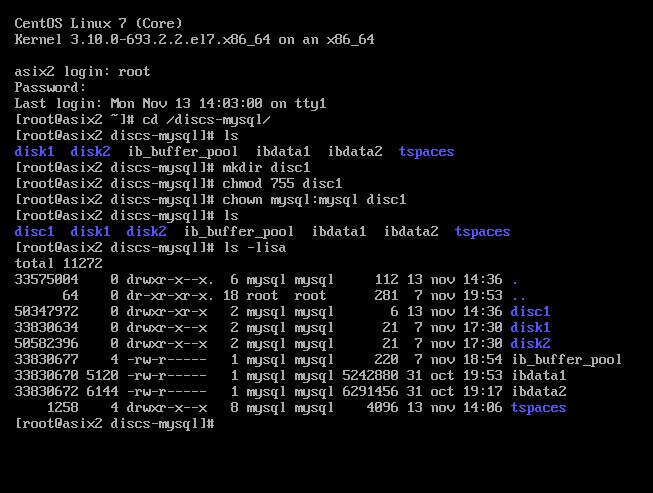 CentOS Linux 7 (Core)
Kernel 3.10.0-693.2.2.el7.x86_64 on an x86_64
asix2 login: root
Password:
Last login: Mon Nov 13 14:03:00 on tty1
[root@asix2 ~]# cd /discs-mysql/
[root@asix2 discs-mysql]# ls
disk1  disk2  ib_buffer_pool  ibdata1  ibdata2  tspaces
[root@asix2 discs-mysql]# mkdir disc1
[root@asix2 discs-mysql]# chmod 755 disc1
[root@asix2 discs-mysql]# chown mysql:mysql disc1
[root@asix2 discs-mysql]# ls
disc1  disk1  disk2  ib_buffer_pool  ibdata1  ibdata2  tspaces
[root@asix2 discs-mysql]# ls -lisa
total 11272
33575004    0 drwxr-x--x.  6 mysql mysql     112 13 nov 14:36 .
      64    0 dr-xr-xr-x. 18 root  root      281  7 nov 19:53 ..
50347972    0 drwxr-xr-x   2 mysql mysql       6 13 nov 14:36 disc1
33830634    0 drwxr-x--x   2 mysql mysql      21  7 nov 17:30 disk1
50582396    0 drwxr-x--x   2 mysql mysql      21  7 nov 17:30 disk2
33830677    4 -rw-r-----   1 mysql mysql     220  7 nov 18:54 ib_buffer_pool
33830670 5120 -rw-r-----   1 mysql mysql 5242880 31 oct 19:53 ibdata1
33830672 6144 -rw-r-----   1 mysql mysql 6291456 31 oct 19:17 ibdata2
    1258    4 drwxr-x--x   8 mysql mysql    4096 13 nov 14:06 tspaces
[root@asix2 discs-mysql]#